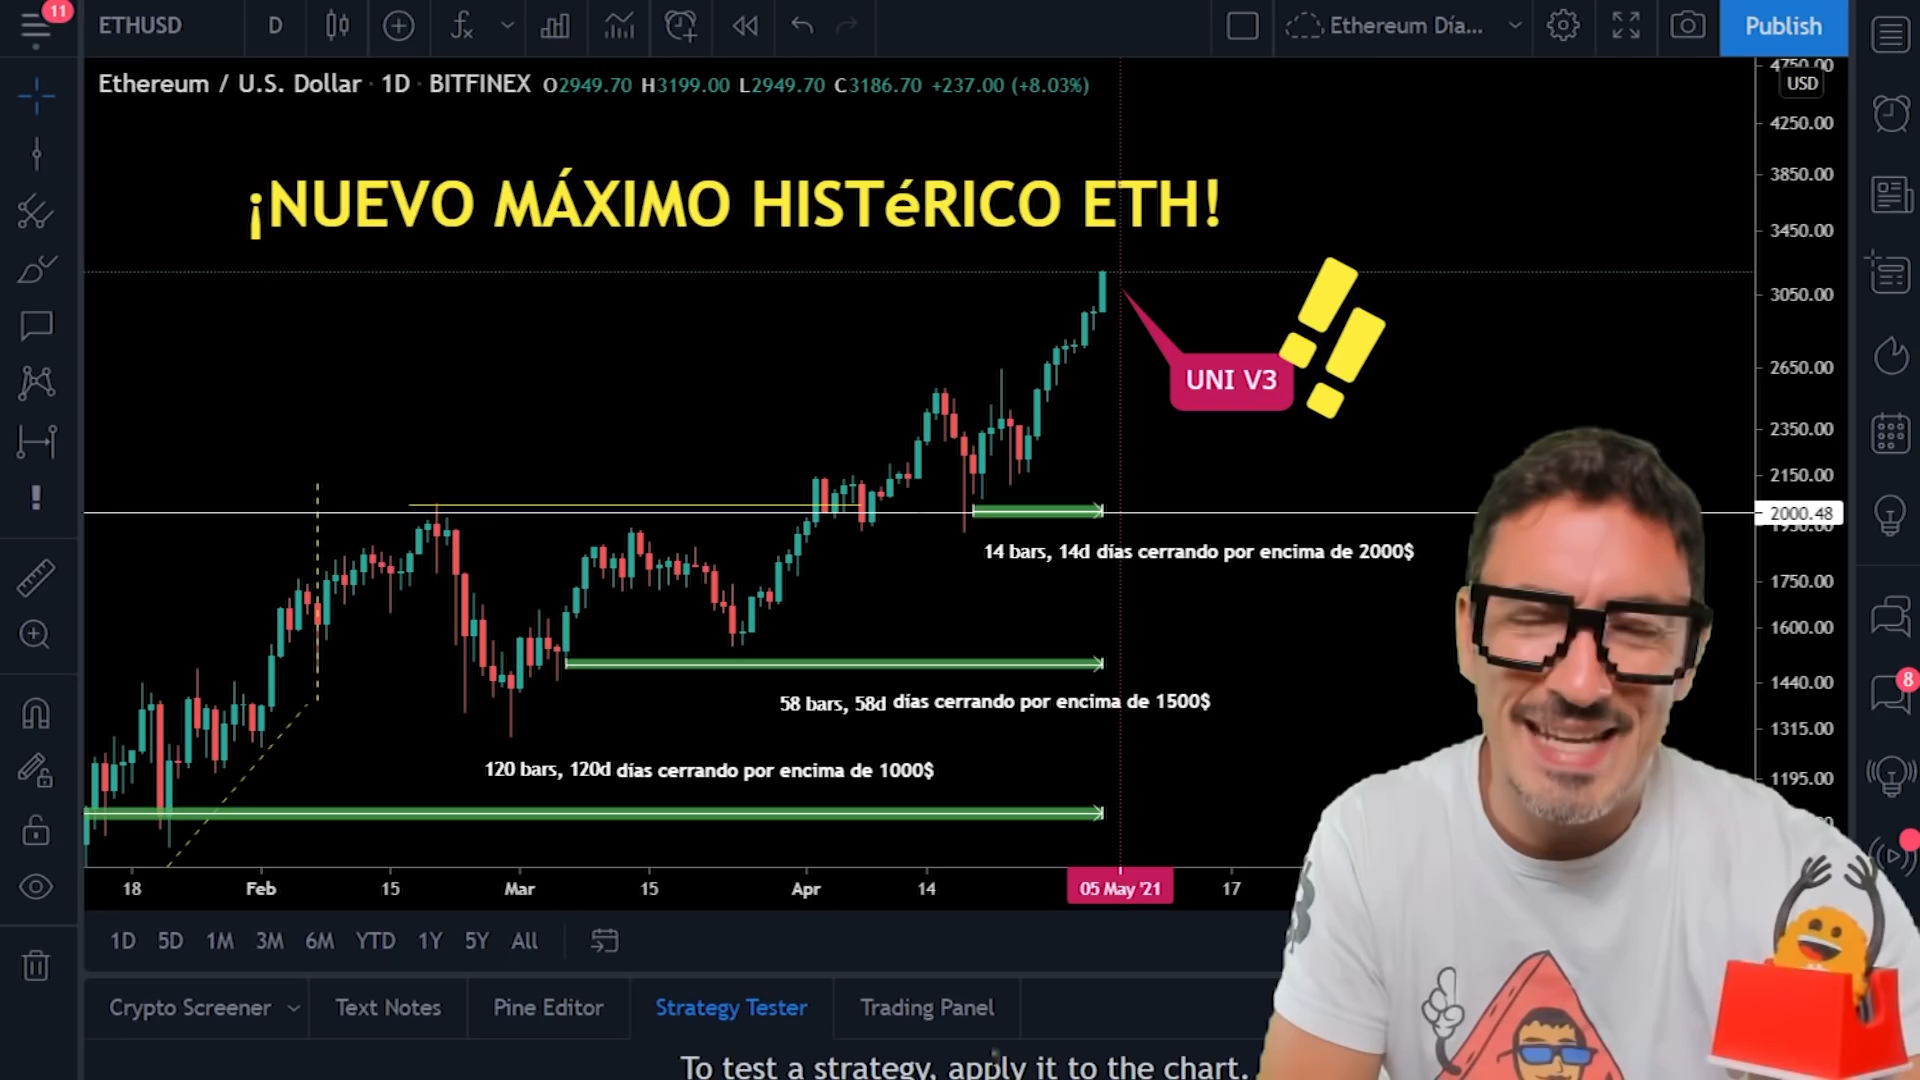 11
ETHUSD
D
Ethereum Día...
Publish
Ethereum / U.S. Dollar · 1D · BITFINEX O2949.70 H3199.00 L2949.70 C3186.70 +237.00 (+8.03%)
4750.00
USD
4250.00
¡NUEVO MÁXIMO HISTéRICO ETH!
3850.00
3450.00
3050.00
UNI V3
2650.00
2350.00
2150.00
2000.48
14 bars, 14d días cerrando por encima de 2000$
1750.00
1600.00
58 bars, 58d días cerrando por encima de 1500$
1440.00
8
1315.00
120 bars, 120d días cerrando por encima de 1000$
1195.00
18 Feb 15 Mar 15 Apr 14 05 May '21 17
1D 5D 1M 3M 6M YTD 1Y 5Y All
Crypto Screener Text Notes Pine Editor Strategy Tester Trading Panel
To test a strategy, apply it to the chart.